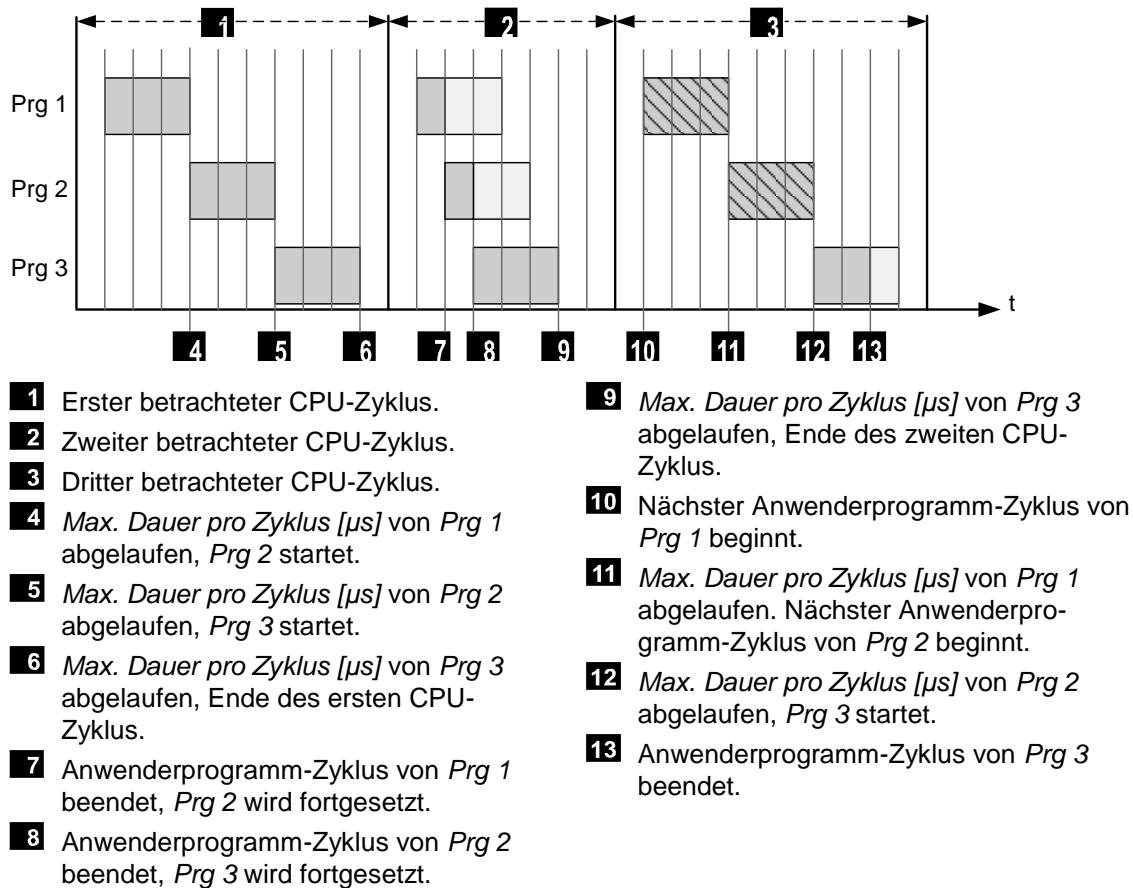 1 2 3
Prg 1
Prg 2
Prg 3
t
4 5 6 7 8 9 10 11 12 13
1 Erster betrachteter CPU-Zyklus.
2 Zweiter betrachteter CPU-Zyklus.
3 Dritter betrachteter CPU-Zyklus.
4 Max. Dauer pro Zyklus [µs] von Prg 1
abgelaufen, Prg 2 startet.
5 Max. Dauer pro Zyklus [µs] von Prg 2
abgelaufen, Prg 3 startet.
6 Max. Dauer pro Zyklus [µs] von Prg 3
abgelaufen, Ende des ersten CPU-
Zyklus.
7 Anwenderprogramm-Zyklus von Prg 1
beendet, Prg 2 wird fortgesetzt.
8 Anwenderprogramm-Zyklus von Prg 2
beendet, Prg 3 wird fortgesetzt.
9 Max. Dauer pro Zyklus [µs] von Prg 3
abgelaufen, Ende des zweiten CPU-
Zyklus.
10 Nächster Anwenderprogramm-Zyklus von
Prg 1 beginnt.
11 Max. Dauer pro Zyklus [µs] von Prg 1
abgelaufen. Nächster Anwenderpro-
gramm-Zyklus von Prg 2 beginnt.
12 Max. Dauer pro Zyklus [µs] von Prg 2
abgelaufen, Prg 3 startet.
13 Anwenderprogramm-Zyklus von Prg 3
beendet.